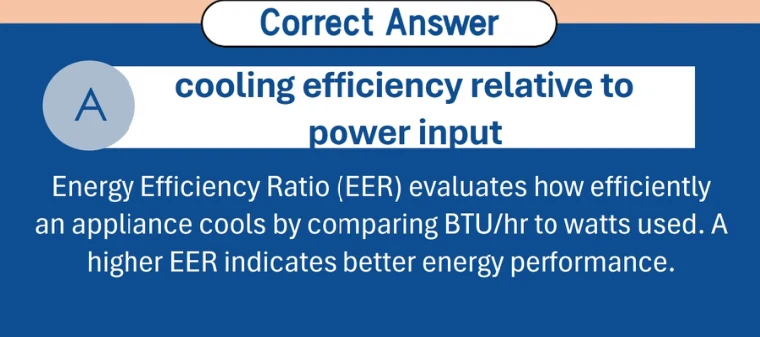 Correct Answer
A
cooling efficiency relative to
power input
Energy Efficiency Ratio (EER) evaluates how efficiently
an appliance cools by comparing BTU/hr to watts used. A
higher EER indicates better energy performance.